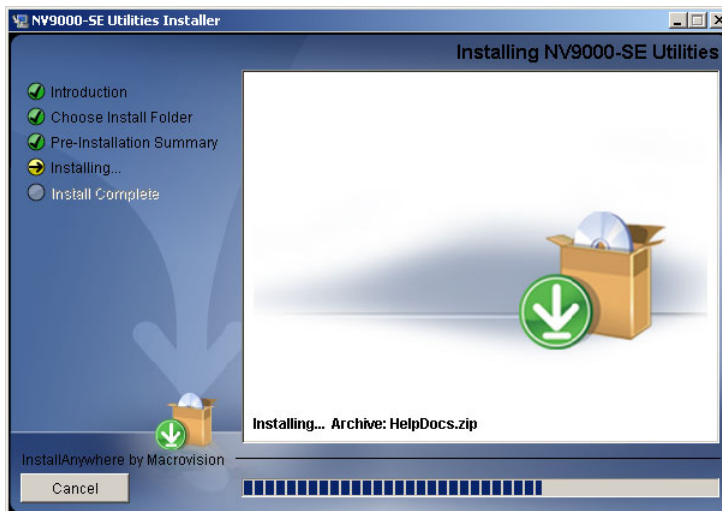 NV9000-SE Utilities Installer
Installing NV9000-SE Utilities
Introduction
Choose Install Folder
Pre-Installation Summary
Installing...
Install Complete
Installing... Archive: HelpDocs.zip
InstallAnywhere by Macrovision
Cancel